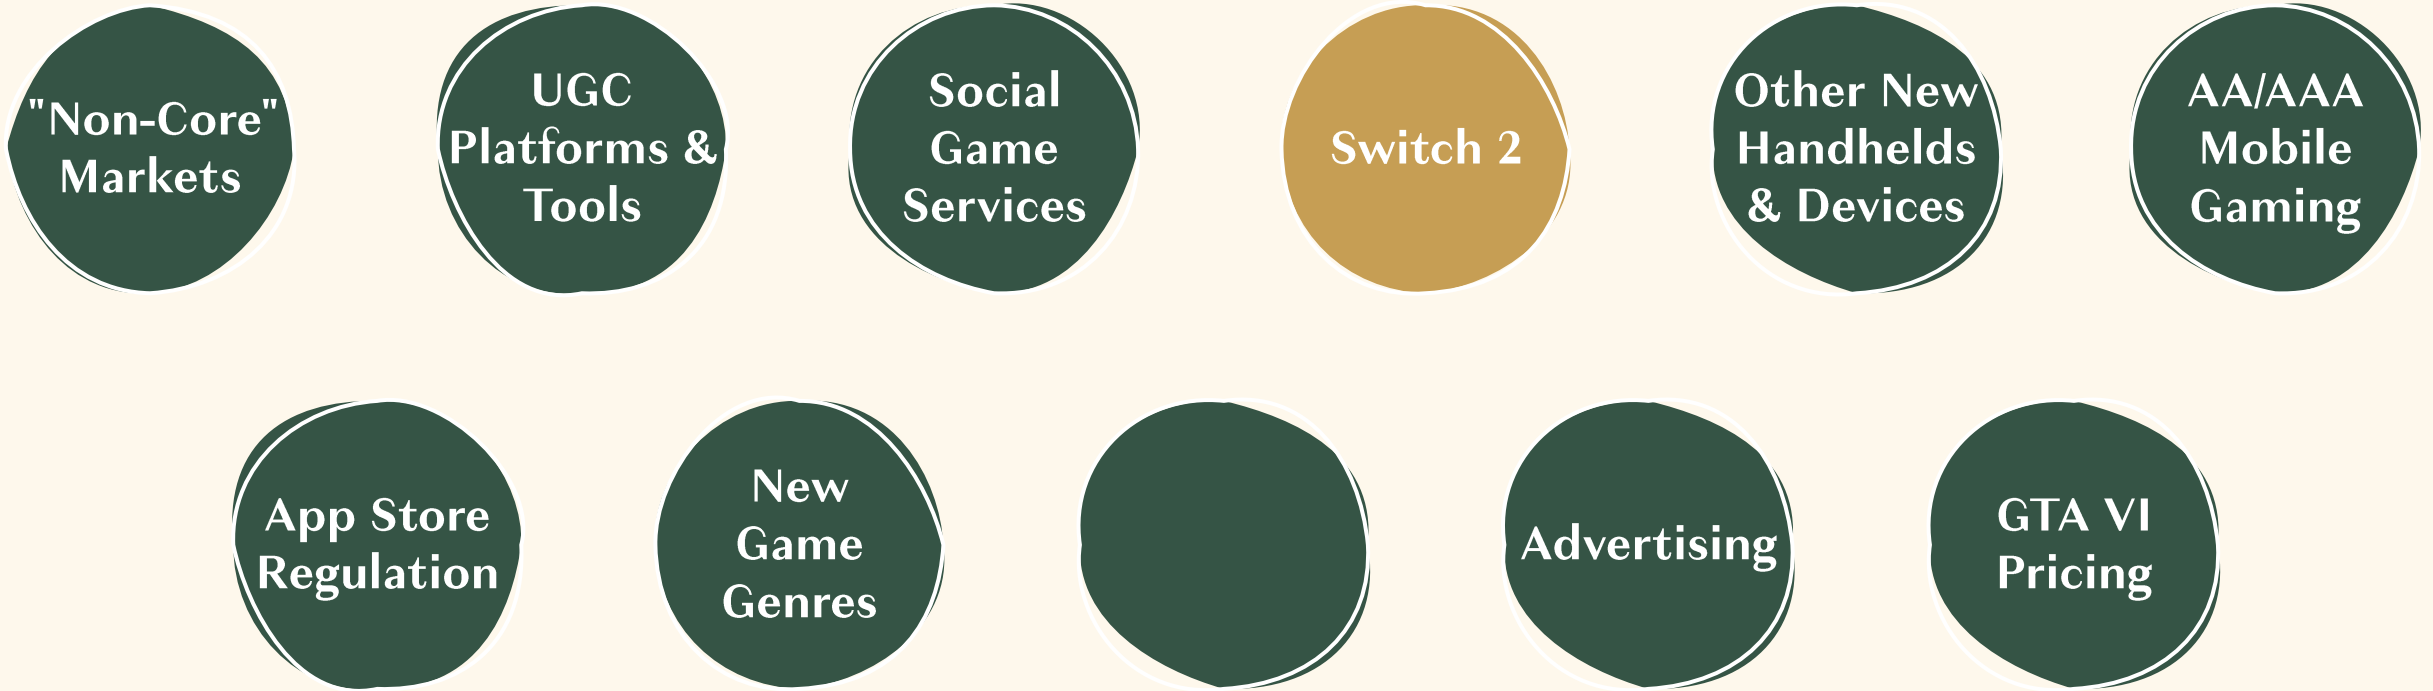 "Non-Core"
Markets
UGC
Platforms &
Tools
Social
Game
Services
Switch 2
Other New
Handhelds
& Devices
AA/AAA
Mobile
Gaming
App Store
Regulation
New
Game
Genres
Advertising
GTA VI
Pricing